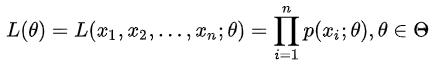 L(θ) = L(x₁, x₂, ..., xₙ; θ) = ∏ᵢ₌₁ⁿ p(xᵢ; θ), θ ∈ Θ